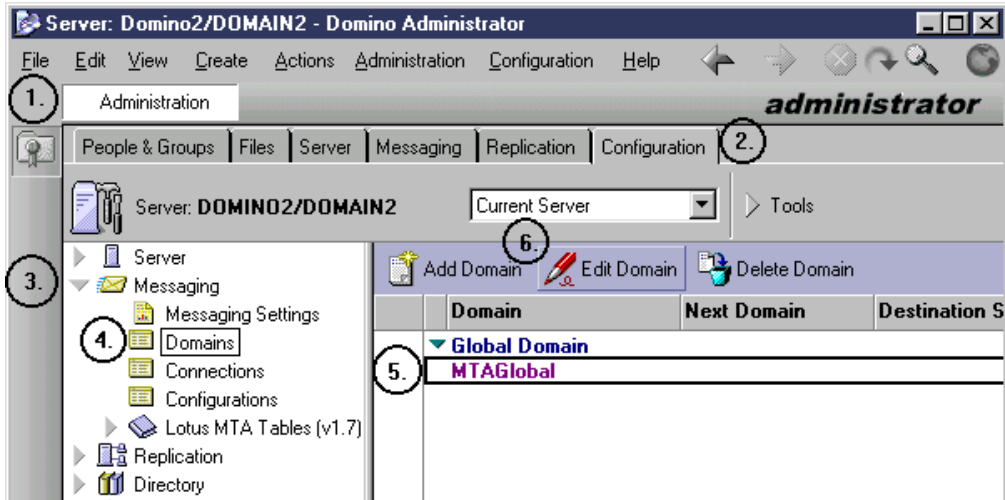 Server: Domino2/DOMAIN2 - Domino Administrator
File Edit View Create Actions Administration Configuration Help
1. Administration administrator
People & Groups Files Server Messaging Replication Configuration 2.
Server: DOMINO2/DOMAIN2 Current Server Tools
6.
3.
Server
Messaging
Messaging Settings
4. Domains
Connections
Configurations
Lotus MTA Tables (v1.7)
Replication
Directory
Add Domain Edit Domain Delete Domain
Domain Next Domain Destination S
Global Domain
5. MTAGlobal